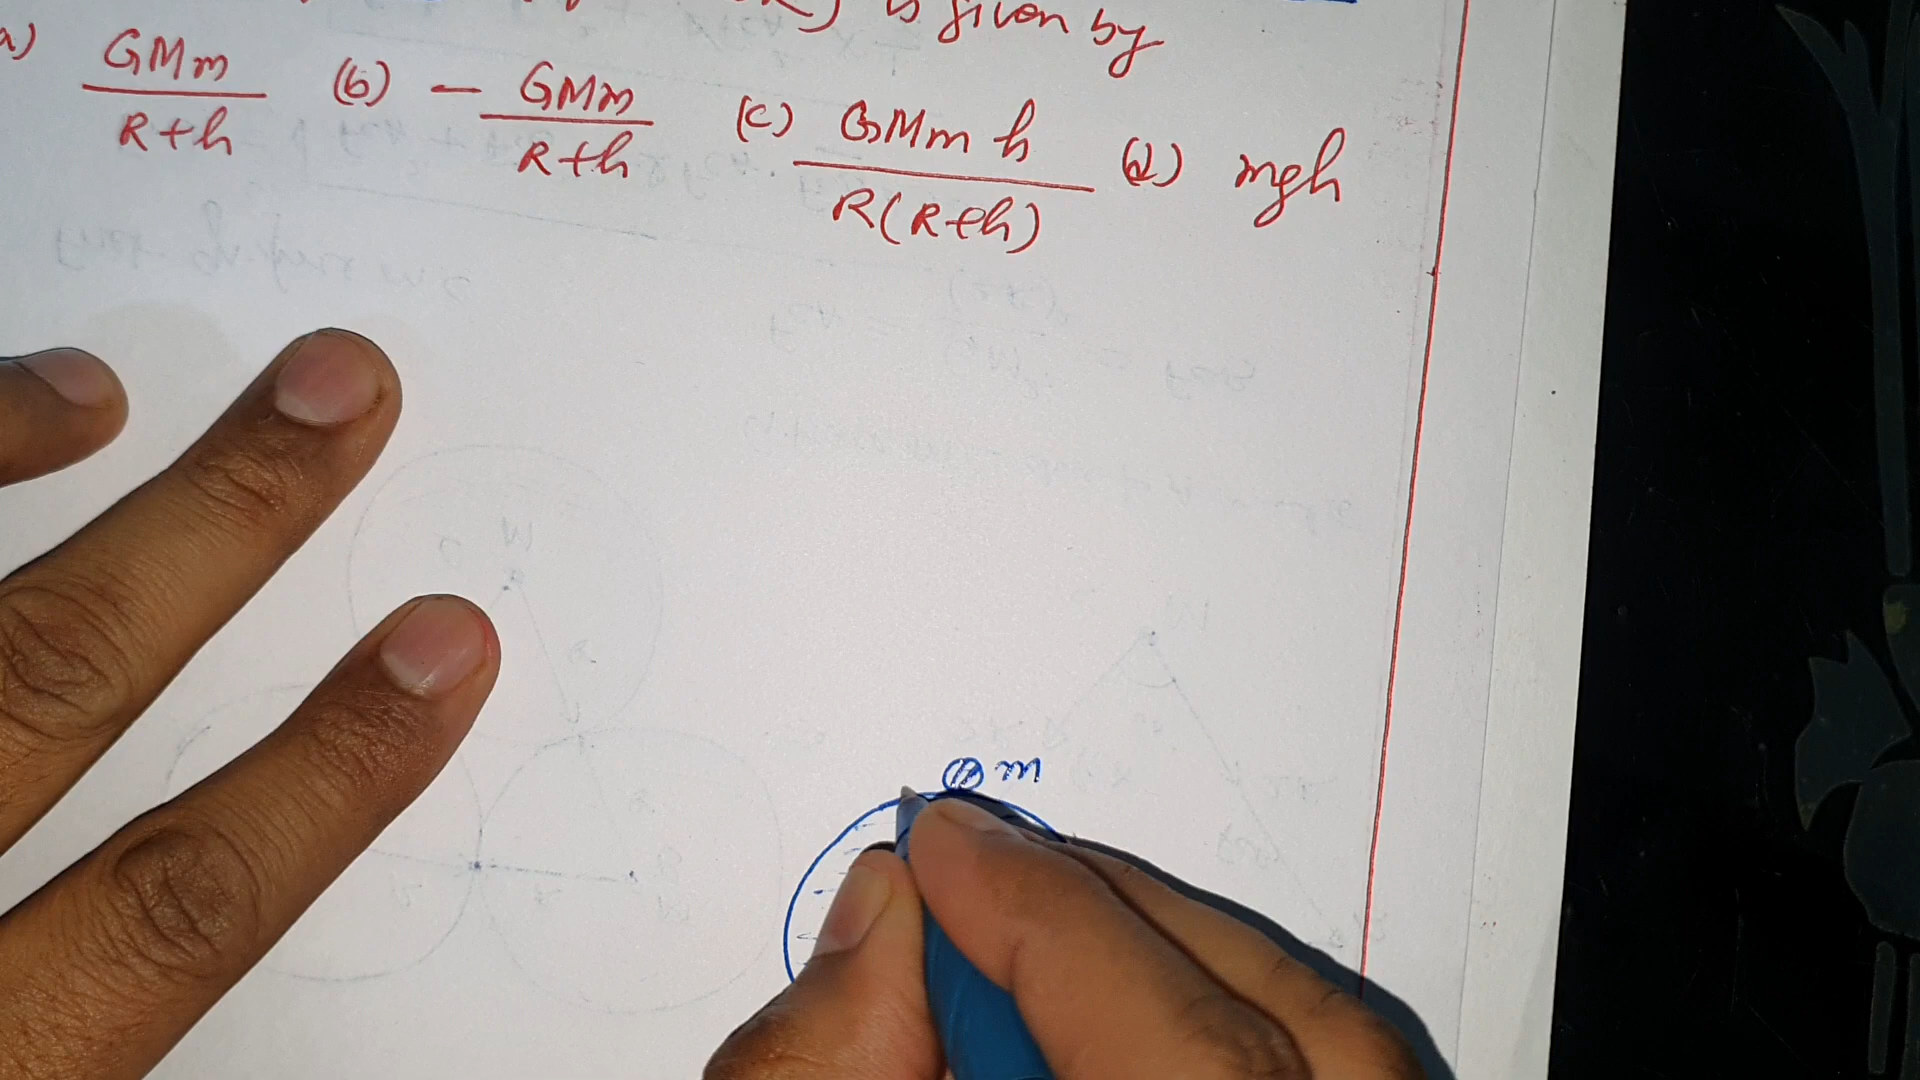 is given by
a) GMm / R+h (b) - GMm / R+h (c) GMm h / R(R+h) (d) mgh
m